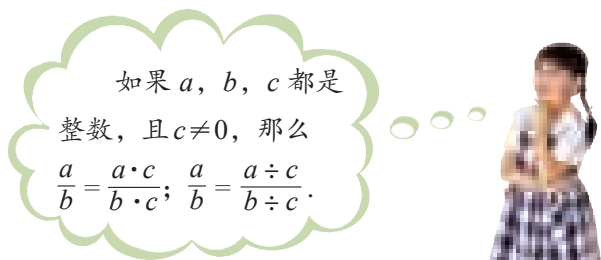 如果 a，b，c 都是
整数，且c≠0，那么
a/b = a·c/b·c；a/b = a÷c/b÷c.